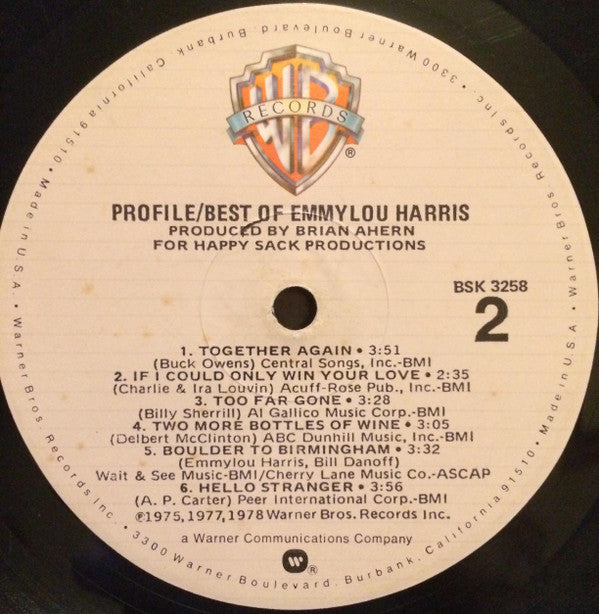 WB
RECORDS
®
PROFILE/BEST OF EMMYLOU HARRIS
PRODUCED BY BRIAN AHERN
FOR HAPPY SACK PRODUCTIONS
BSK 3258
2
1. TOGETHER AGAIN • 3:51
(Buck Owens) Central Songs, Inc.-BMI
2. IF I COULD ONLY WIN YOUR LOVE • 2:35
(Charlie & Ira Louvin) Acuff-Rose Pub., Inc.-BMI
3. TOO FAR GONE • 3:28
(Billy Sherrill) Al Gallico Music Corp.-BMI
4. TWO MORE BOTTLES OF WINE • 3:05
(Delbert McClinton) ABC Dunhill Music, Inc.-BMI
5. BOULDER TO BIRMINGHAM • 3:32
(Emmylou Harris, Bill Danoff)
Wait & See Music-BMI/Cherry Lane Music Co.-ASCAP
6. HELLO STRANGER • 3:56
(A. P. Carter) Peer International Corp.-BMI
℗1975, 1977, 1978 Warner Bros. Records Inc.
a Warner Communications Company
W ®
Warner Bros. Records Inc. • 3300 Warner Boulevard. Burbank, California 91510 • Made in U.S.A. • Warner Bros. Records Inc. • 3300 Warner Boulevard. Burbank, California 91510 • Made in U.S.A. •